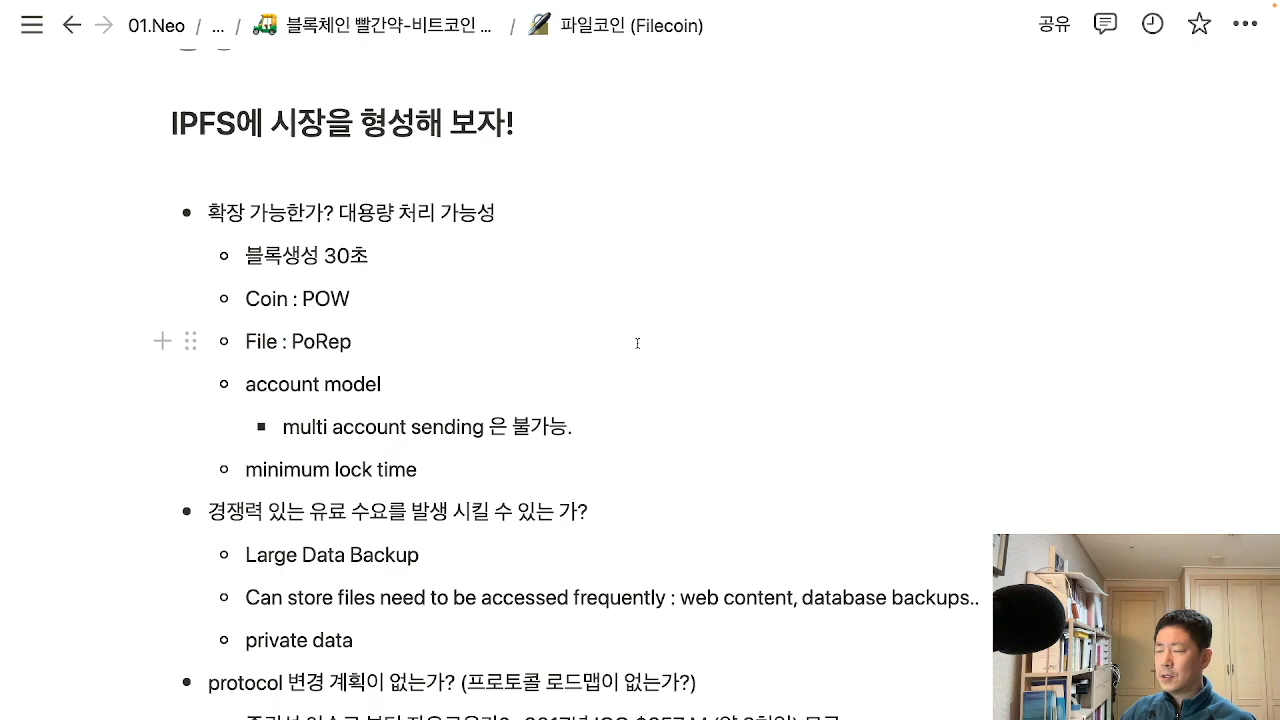 01.Neo / ... / 블록체인 빨간약-비트코인 ... / 파일코인 (Filecoin) 공유
IPFS에 시장을 형성해 보자!
확장 가능한가? 대용량 처리 가능성
블록생성 30초
Coin : POW
File : PoRep
account model
multi account sending 은 불가능.
minimum lock time
경쟁력 있는 유료 수요를 발생 시킬 수 있는 가?
Large Data Backup
Can store files need to be accessed frequently : web content, database backups..
private data
protocol 변경 계획이 없는가? (프로토콜 로드맵이 없는가?)